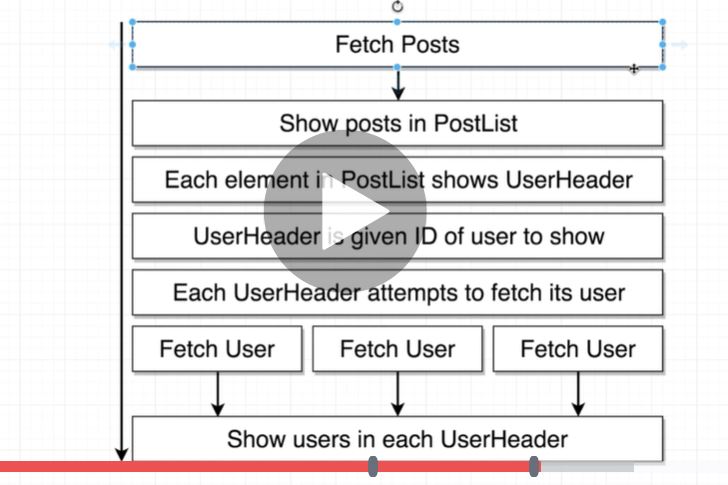 Fetch Posts
Show posts in PostList
Each element in PostList shows UserHeader
UserHeader is given ID of user to show
Each UserHeader attempts to fetch its user
Fetch User
Fetch User
Fetch User
Show users in each UserHeader